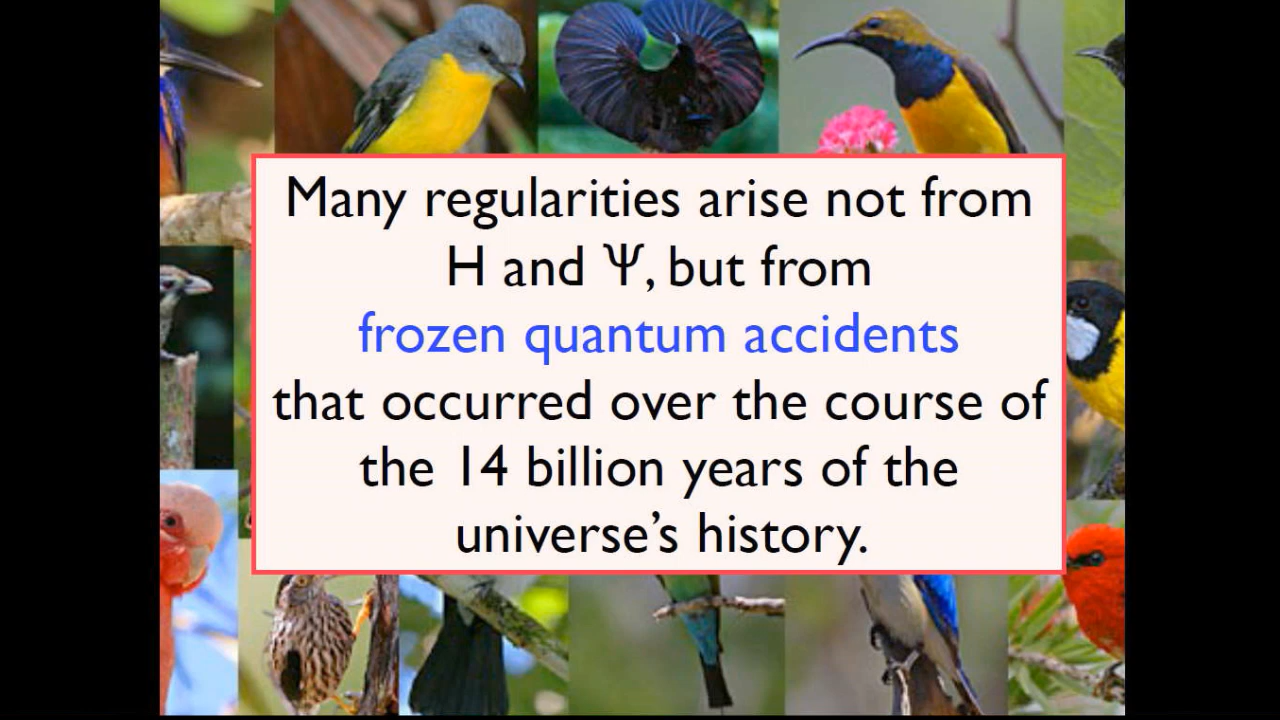 Many regularities arise not from
H and Ψ, but from
frozen quantum accidents
that occurred over the course of
the 14 billion years of the
universe's history.